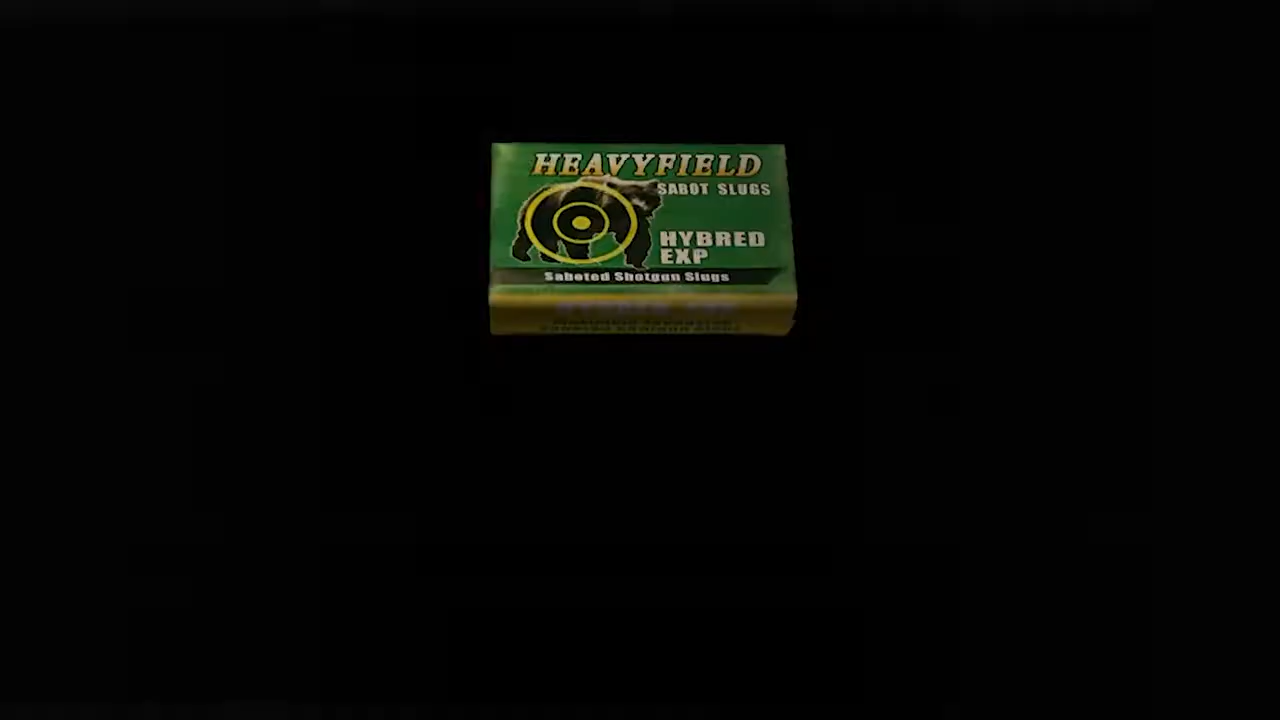 HEAVYFIELD
SABOT SLUGS
HYBRED
EXP
Saboted Shotgun Slugs